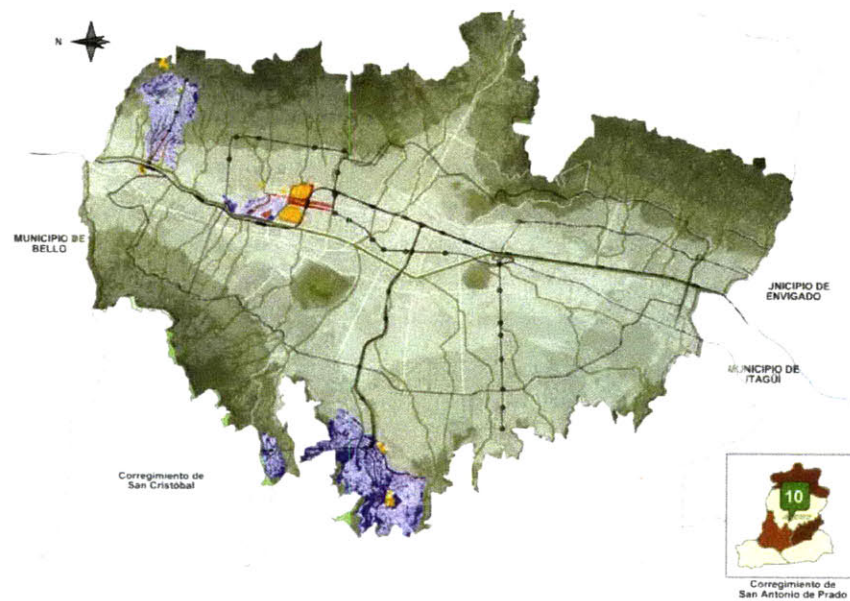 N
MUNICIPIO DE
BELLO
JNICIPIO DE
ENVIGADO
MUNICIPIO DE
ITAGÜÍ
Corregimiento de
San Cristóbal
10
Corregimiento de
San Antonio de Prado